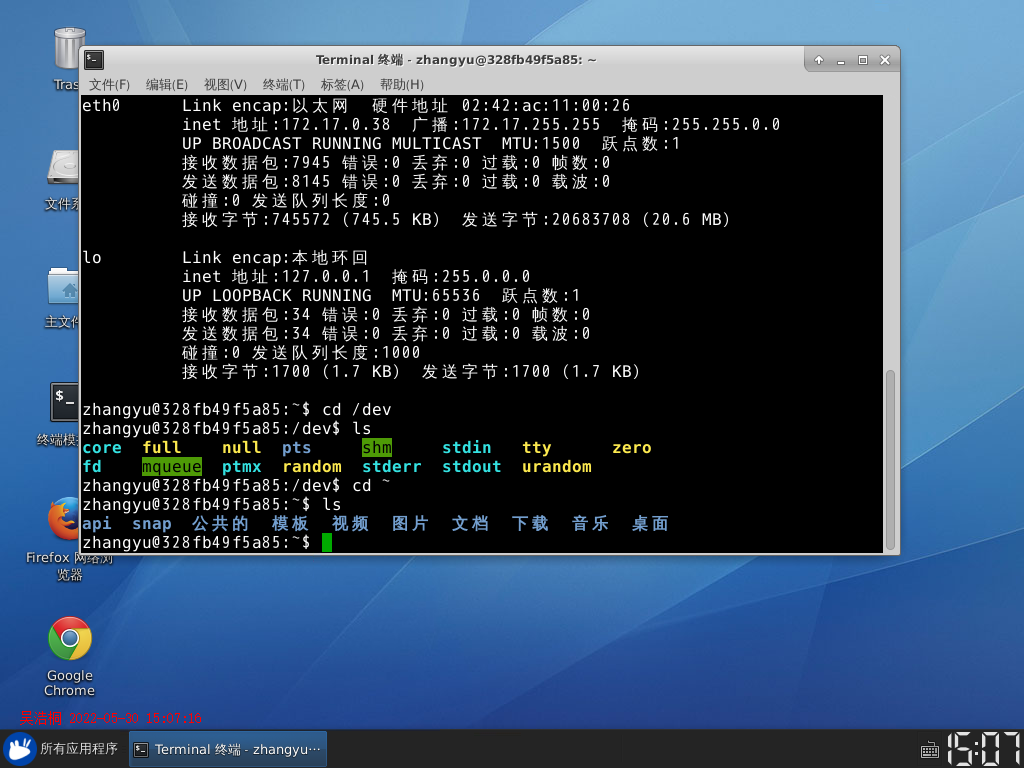 Terminal 终端 - zhangyu@328fb49f5a85: ~
文件(F) 编辑(E) 视图(V) 终端(T) 标签(A) 帮助(H)
eth0 Link encap:以太网 硬件地址 02:42:ac:11:00:26
inet 地址:172.17.0.38 广播:172.17.255.255 掩码:255.255.0.0
UP BROADCAST RUNNING MULTICAST MTU:1500 跃点数:1
接收数据包:7945 错误:0 丢弃:0 过载:0 帧数:0
发送数据包:8145 错误:0 丢弃:0 过载:0 载波:0
碰撞:0 发送队列长度:0
接收字节:745572 (745.5 KB) 发送字节:20683708 (20.6 MB)
lo Link encap:本地环回
inet 地址:127.0.0.1 掩码:255.0.0.0
UP LOOPBACK RUNNING MTU:65536 跃点数:1
接收数据包:34 错误:0 丢弃:0 过载:0 帧数:0
发送数据包:34 错误:0 丢弃:0 过载:0 载波:0
碰撞:0 发送队列长度:1000
接收字节:1700 (1.7 KB) 发送字节:1700 (1.7 KB)
zhangyu@328fb49f5a85:~$ cd /dev
zhangyu@328fb49f5a85:/dev$ ls
core full null pts shm stdin tty zero
fd mqueue ptmx random stderr stdout urandom
zhangyu@328fb49f5a85:/dev$ cd ~
zhangyu@328fb49f5a85:~$ ls
api snap 公共的 模板 视频 图片 文档 下载 音乐 桌面
zhangyu@328fb49f5a85:~$
Tras
文件系
主文件
终端模
Firefox 网络浏
览器
Google
Chrome
所有应用程序
Terminal 终端 - zhangyu···
15:07